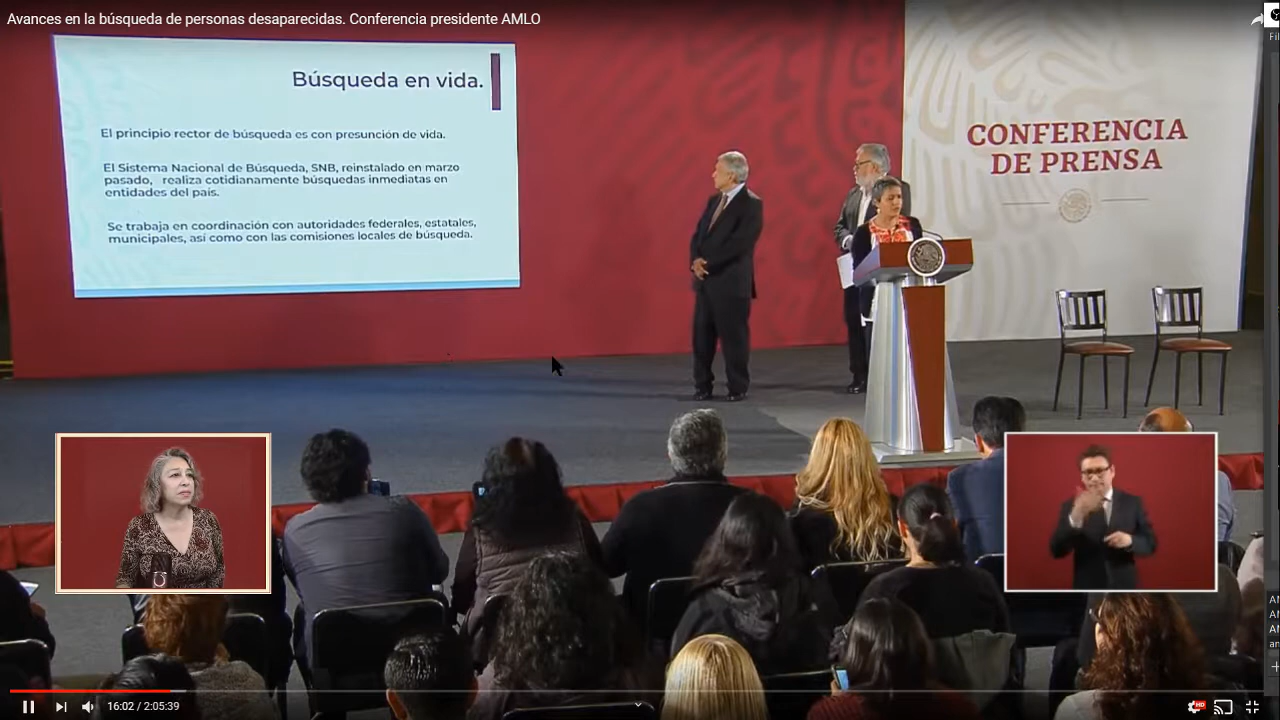 Avances en la búsqueda de personas desaparecidas. Conferencia presidente AMLO
Búsqueda en vida.
El principio rector de búsqueda es con presunción de vida.
El Sistema Nacional de Búsqueda, SNB, reinstalado en marzo
pasado, realiza cotidianamente búsquedas inmediatas en
entidades del país.
Se trabaja en coordinación con autoridades federales, estatales,
municipales, así como con las comisiones locales de búsqueda.
CONFERENCIA
DE PRENSA
16:02 / 2:05:39
HD